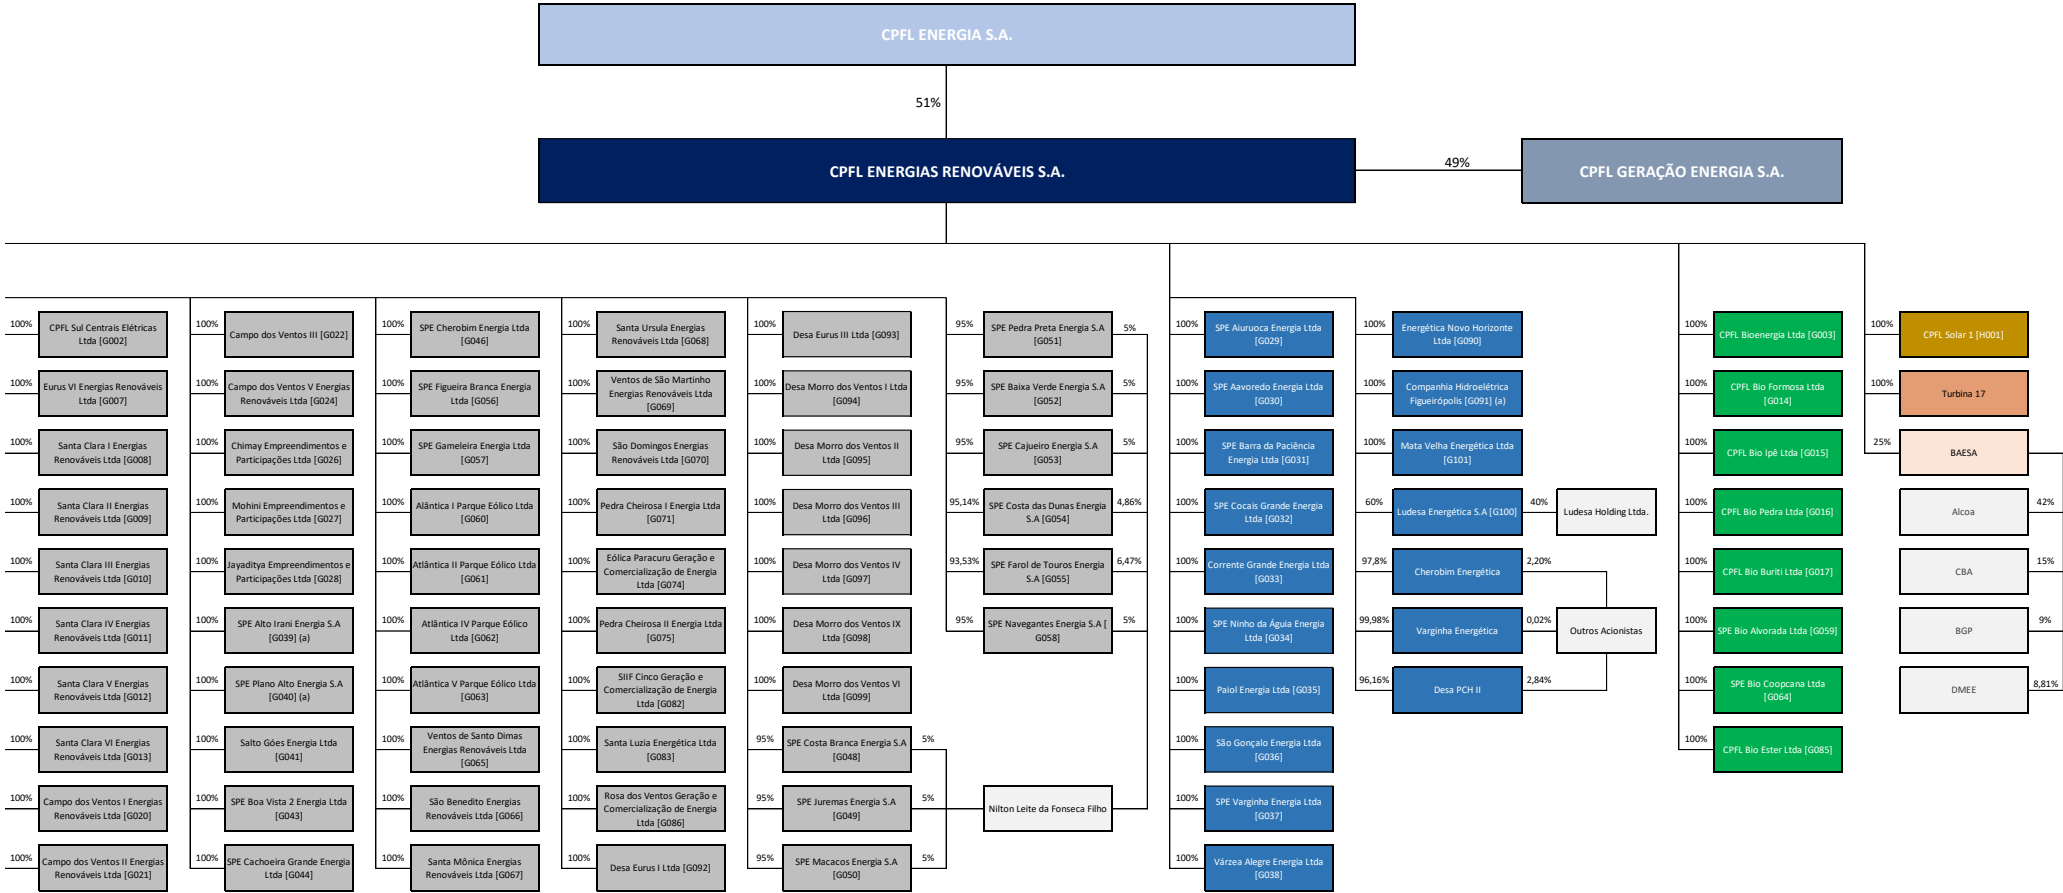 CPFL ENERGIA S.A.
51%
CPFL ENERGIAS RENOVÁVEIS S.A.
49%
CPFL GERAÇÃO ENERGIA S.A.
100%
CPFL Sul Centrais Elétricas
Ltda [G002]
100%
Eurus VI Energias Renováveis
Ltda [G007]
100%
Santa Clara I Energias
Renováveis Ltda [G008]
100%
Santa Clara II Energias
Renováveis Ltda [G009]
100%
Santa Clara III Energias
Renováveis Ltda [G010]
100%
Santa Clara IV Energias
Renováveis Ltda [G011]
100%
Santa Clara V Energias
Renováveis Ltda [G012]
100%
Santa Clara VI Energias
Renováveis Ltda [G013]
100%
Campo dos Ventos I Energias
Renováveis Ltda [G020]
100%
Campo dos Ventos II Energias
Renováveis Ltda [G021]
100%
Campo dos Ventos III [G022]
100%
Campo dos Ventos V Energias
Renováveis Ltda [G024]
100%
Chimay Empreendimentos e
Participações Ltda [G026]
100%
Mohini Empreendimentos e
Participações Ltda [G027]
100%
Jayaditya Empreendimentos e
Participações Ltda [G028]
100%
SPE Alto Irani Energia S.A
[G039] (a)
100%
SPE Plano Alto Energia S.A
[G040] (a)
100%
Salto Góes Energia Ltda
[G041]
100%
SPE Boa Vista 2 Energia Ltda
[G043]
100%
SPE Cachoeira Grande Energia
Ltda [G044]
100%
SPE Cherobim Energia Ltda
[G046]
100%
SPE Figueira Branca Energia
Ltda [G056]
100%
SPE Gameleira Energia Ltda
[G057]
100%
Alântica I Parque Eólico Ltda
[G060]
100%
Atlântica II Parque Eólico Ltda
[G061]
100%
Atlântica IV Parque Eólico
Ltda [G062]
100%
Atlântica V Parque Eólico Ltda
[G063]
100%
Ventos de Santo Dimas
Energias Renováveis Ltda
[G065]
100%
São Benedito Energias
Renováveis Ltda [G066]
100%
Santa Mônica Energias
Renováveis Ltda [G067]
100%
Santa Ursula Energias
Renováveis Ltda [G068]
100%
Ventos de São Martinho
Energias Renováveis Ltda
[G069]
100%
São Domingos Energias
Renováveis Ltda [G070]
100%
Pedra Cheirosa I Energia Ltda
[G071]
100%
Eólica Paracuru Geração e
Comercialização de Energia
Ltda [G074]
100%
Pedra Cheirosa II Energia Ltda
[G075]
100%
SIIF Cinco Geração e
Comercialização de Energia
Ltda [G082]
100%
Santa Luzia Energética Ltda
[G083]
100%
Rosa dos Ventos Geração e
Comercialização de Energia
Ltda [G086]
100%
Desa Eurus I Ltda [G092]
100%
Desa Eurus III Ltda [G093]
100%
Desa Morro dos Ventos I Ltda
[G094]
100%
Desa Morro dos Ventos II
Ltda [G095]
100%
Desa Morro dos Ventos III
Ltda [G096]
100%
Desa Morro dos Ventos IV
Ltda [G097]
100%
Desa Morro dos Ventos IX
Ltda [G098]
100%
Desa Morro dos Ventos VI
Ltda [G099]
95%
SPE Costa Branca Energia S.A
[G048]
5%
95%
SPE Juremas Energia S.A
[G049]
5%
95%
SPE Macacos Energia S.A
[G050]
5%
95%
SPE Pedra Preta Energia S.A
[G051]
5%
95%
SPE Baixa Verde Energia S.A
[G052]
5%
95%
SPE Cajueiro Energia S.A
[G053]
5%
95,14%
SPE Costa das Dunas Energia
S.A [G054]
4,86%
93,53%
SPE Farol de Touros Energia
S.A [G055]
6,47%
95%
SPE Navegantes Energia S.A [
G058]
5%
Nilton Leite da Fonseca Filho
100%
SPE Aiuruoca Energia Ltda
[G029]
100%
SPE Aavoredo Energia Ltda
[G030]
100%
SPE Barra da Paciência
Energia Ltda [G031]
100%
SPE Cocais Grande Energia
Ltda [G032]
100%
Corrente Grande Energia Ltda
[G033]
100%
SPE Ninho da Águia Energia
Ltda [G034]
100%
Paiol Energia Ltda [G035]
100%
São Gonçalo Energia Ltda
[G036]
100%
SPE Varginha Energia Ltda
[G037]
100%
Várzea Alegre Energia Ltda
[G038]
100%
Energética Novo Horizonte
Ltda [G090]
100%
Companhia Hidroelétrica
Figueirópolis [G091] (a)
100%
Mata Velha Energética Ltda
[G101]
60%
Ludesa Energética S.A [G100]
40%
Ludesa Holding Ltda.
97,8%
Cherobim Energética
2,20%
99,98%
Varginha Energética
0,02%
Outros Acionistas
96,16%
Desa PCH II
2,84%
100%
CPFL Bioenergia Ltda [G003]
100%
CPFL Bio Formosa Ltda
[G014]
100%
CPFL Bio Ipê Ltda [G015]
100%
CPFL Bio Pedra Ltda [G016]
100%
CPFL Bio Buriti Ltda [G017]
100%
SPE Bio Alvorada Ltda [G059]
100%
SPE Bio Coopcana Ltda
[G064]
100%
CPFL Bio Ester Ltda [G085]
100%
CPFL Solar 1 [H001]
100%
Turbina 17
25%
BAESA
Alcoa
42%
CBA
15%
BGP
9%
DMEE
8,81%